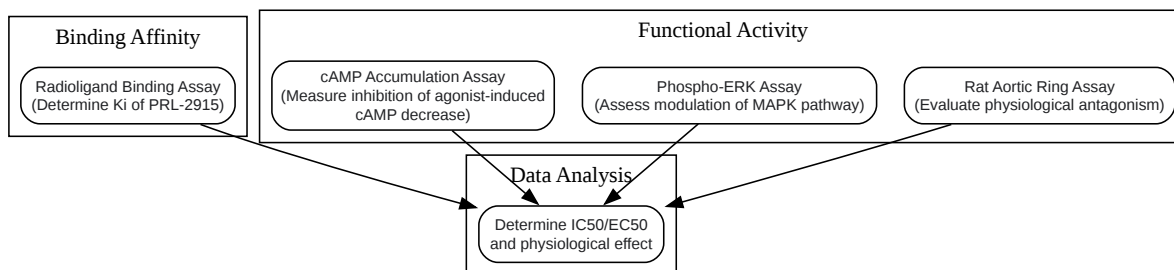 Binding Affinity
Radioligand Binding Assay
(Determine Ki of PRL-2915)
Functional Activity
cAMP Accumulation Assay
(Measure inhibition of agonist-induced
cAMP decrease)
Phospho-ERK Assay
(Assess modulation of MAPK pathway)
Rat Aortic Ring Assay
(Evaluate physiological antagonism)
Data Analysis
Determine IC50/EC50
and physiological effect